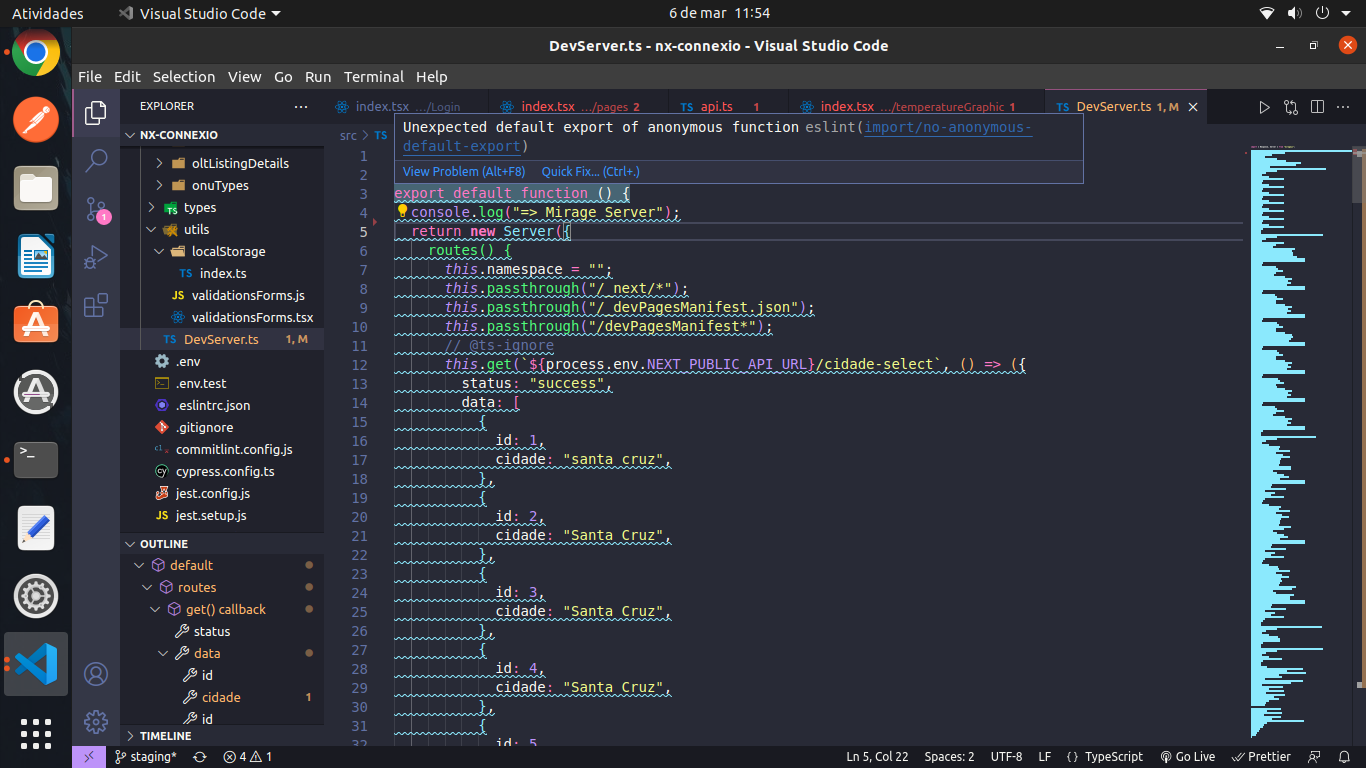 Atividades
Visual Studio Code
6 de mar 11:54
DevServer.ts - nx-connexio - Visual Studio Code
File Edit Selection View Go Run Terminal Help
EXPLORER
index.tsx .../Login
index.tsx .../pages 2
api.ts 1
index.tsx .../temperatureGraphic 1
TS DevServer.ts 1, M
NX-CONNEXIO
oltListingDetails
onuTypes
types
utils
localStorage
TS index.ts
JS validationsForms.js
validationsForms.tsx
TS DevServer.ts 1, M
.env
.env.test
.eslintrc.json
.gitignore
commitlint.config.js
cypress.config.ts
jest.config.js
JS jest.setup.js
OUTLINE
default
routes
get() callback
status
data
id
cidade 1
id
TIMELINE
src > TS
Unexpected default export of anonymous function eslint(import/no-anonymous-
default-export)
View Problem (Alt+F8) Quick Fix... (Ctrl+.)
1
2
3 export default function () {
4 console.log("=> Mirage Server");
5 return new Server({
6 routes() {
7 this.namespace = "";
8 this.passthrough("/_next/*");
9 this.passthrough("/_devPagesManifest.json");
10 this.passthrough("/devPagesManifest*");
11 // @ts-ignore
12 this.get(`${process.env.NEXT_PUBLIC_API_URL}/cidade-select`, () => ({
13 status: "success",
14 data: [
15 {
16 id: 1,
17 cidade: "santa cruz",
18 },
19 {
20 id: 2,
21 cidade: "Santa Cruz",
22 },
23 {
24 id: 3,
25 cidade: "Santa Cruz",
26 },
27 {
28 id: 4,
29 cidade: "Santa Cruz",
30 },
31 {
32 id: 5,
staging*
4 1
Ln 5, Col 22 Spaces: 2 UTF-8 LF {} TypeScript Go Live Prettier